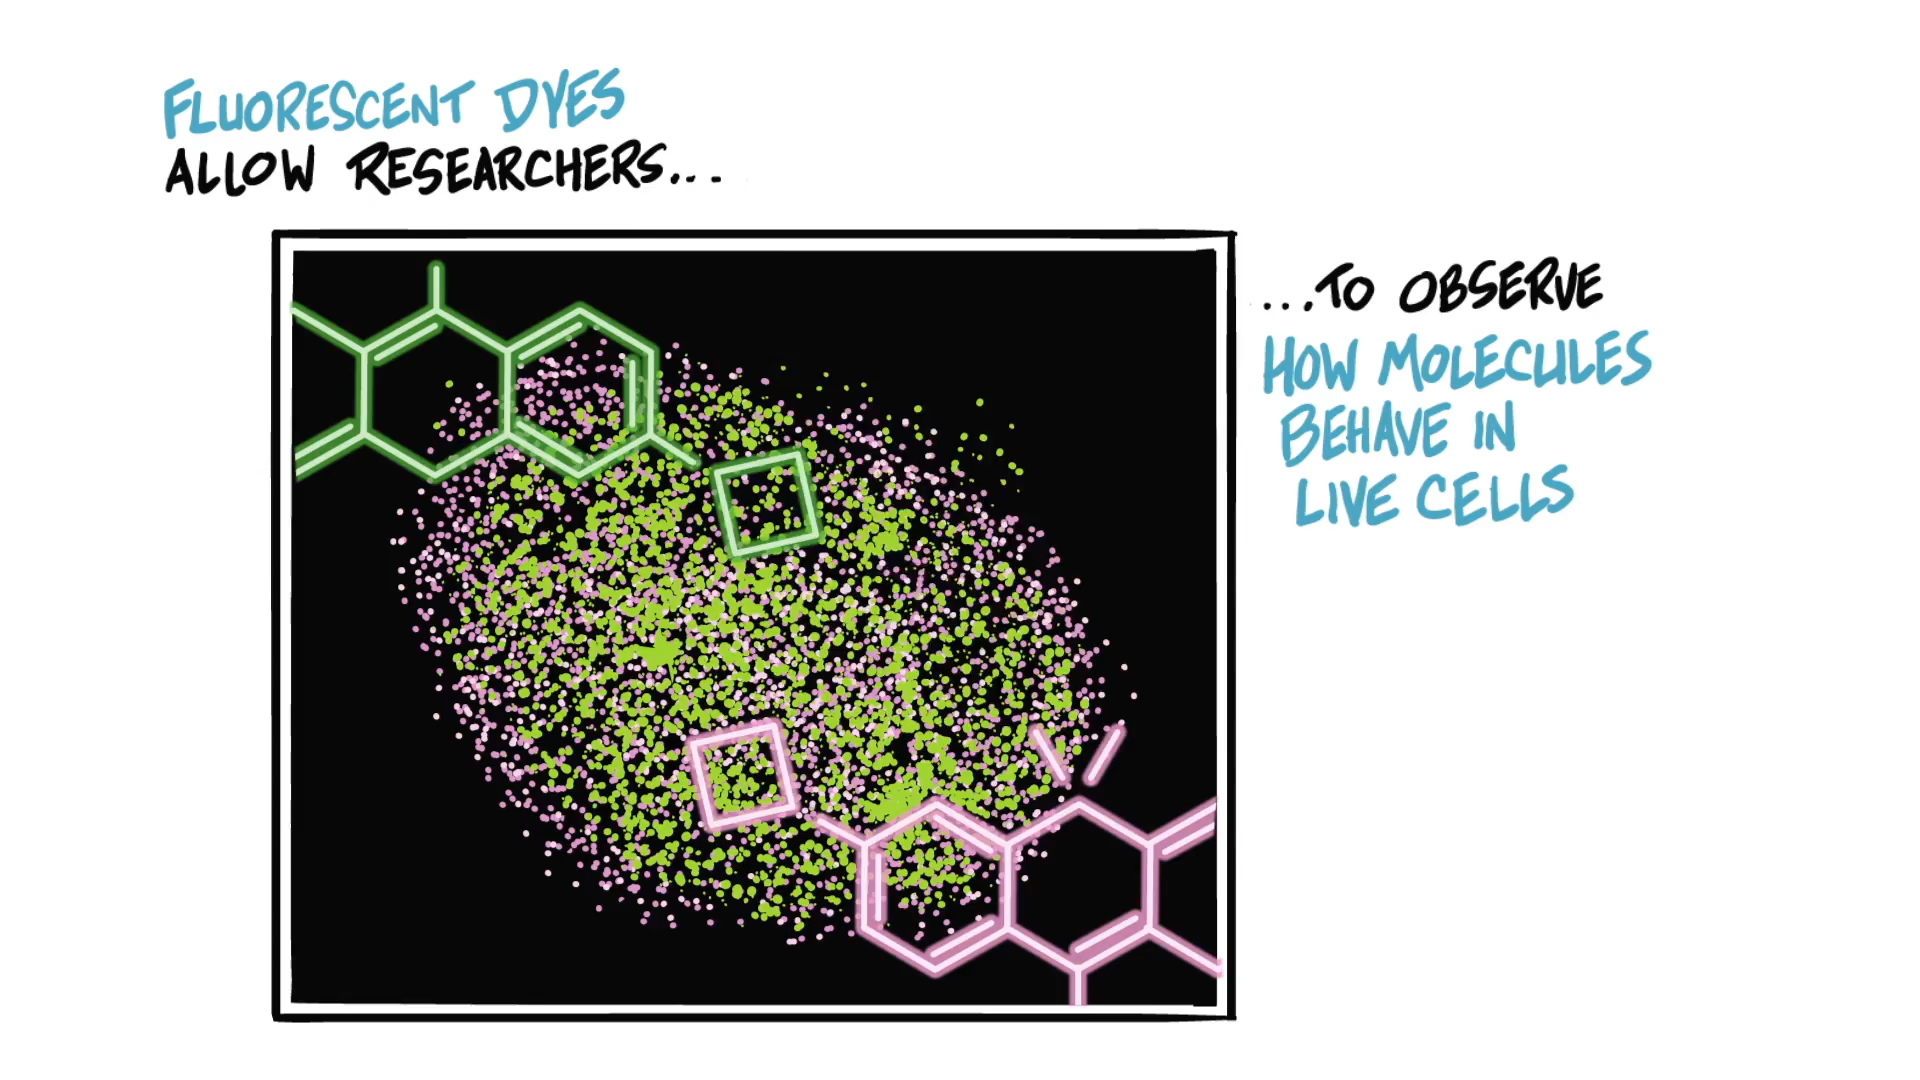 FLUORESCENT DYES
ALLOW RESEARCHERS...
...TO OBSERVE
HOW MOLECULES
BEHAVE IN
LIVE CELLS